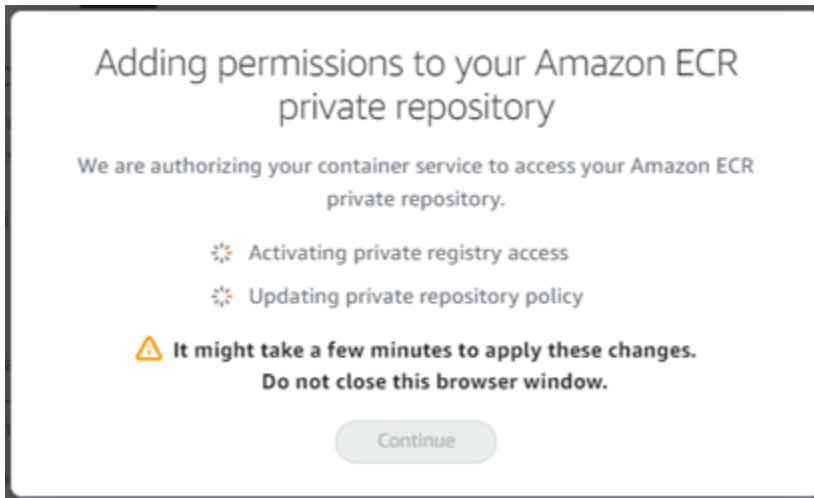 Adding permissions to your Amazon ECR
private repository
We are authorizing your container service to access your Amazon ECR
private repository.
Activating private registry access
Updating private repository policy
It might take a few minutes to apply these changes.
Do not close this browser window.
Continue